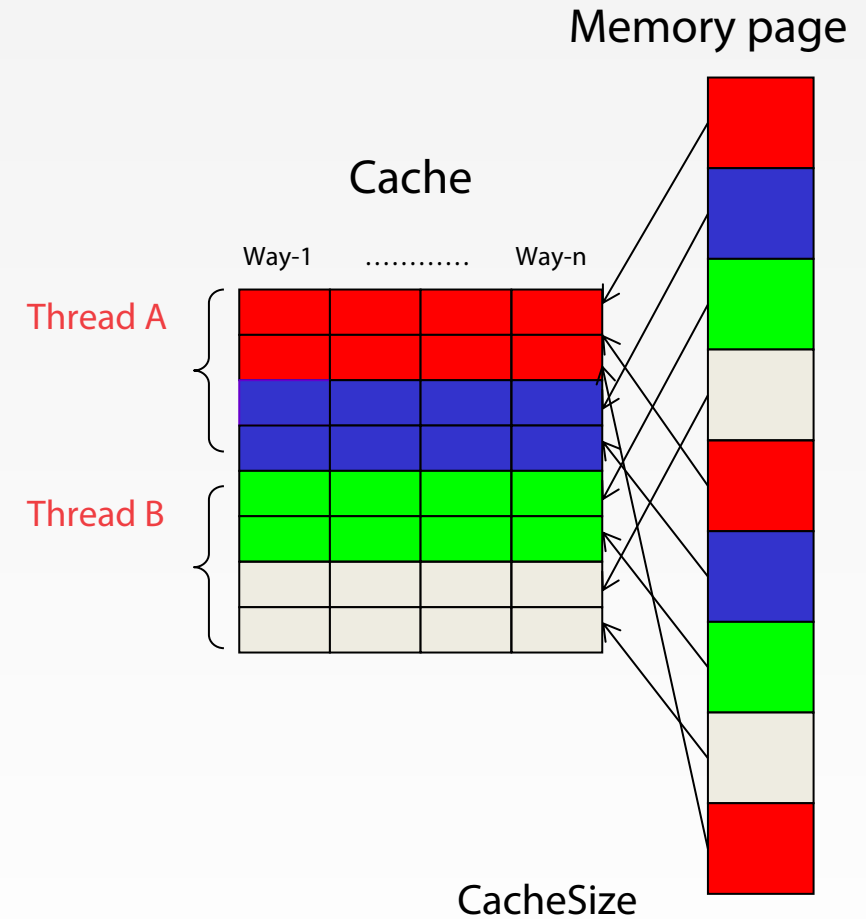 Memory page
Cache
Way-1 ………… Way-n
Thread A
Thread B
CacheSize